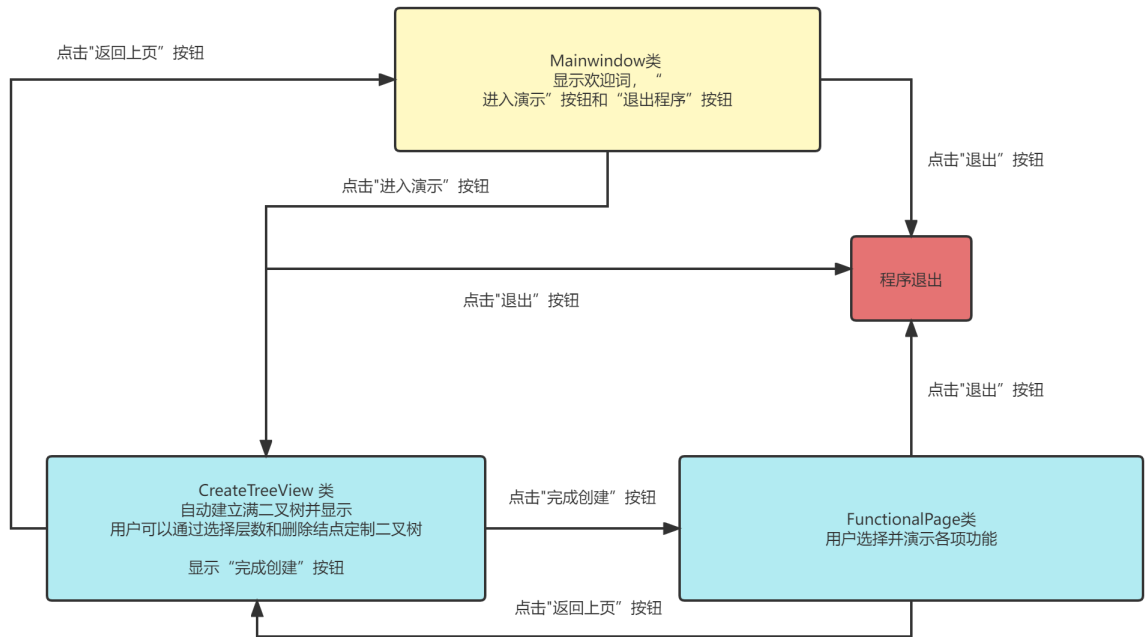 点击"返回上页”按钮
Mainwindow类
显示欢迎词，“
进入演示”按钮和“退出程序”按钮
点击"退出”按钮
点击"进入演示”按钮
程序退出
点击"退出”按钮
点击"退出”按钮
CreateTreeView 类
自动建立满二叉树并显示
用户可以通过选择层数和删除结点定制二叉树
显示“完成创建”按钮
点击"完成创建”按钮
FunctionalPage类
用户选择并演示各项功能
点击"返回上页”按钮